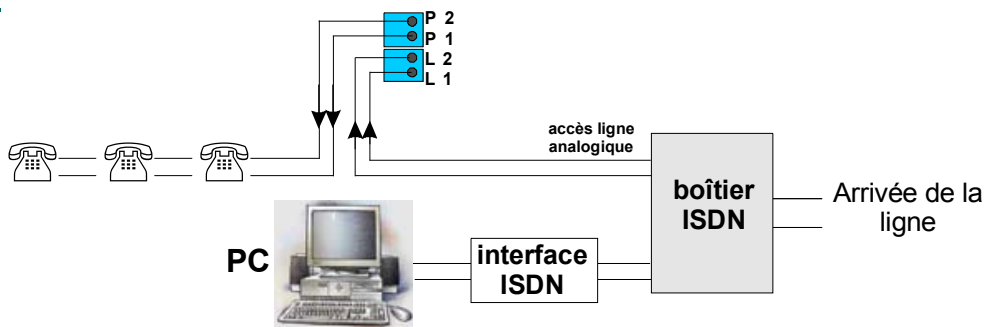 P 2
P 1
L 2
L 1
accès ligne
analogique
boîtier
ISDN
Arrivée de la
ligne
PC
interface
ISDN